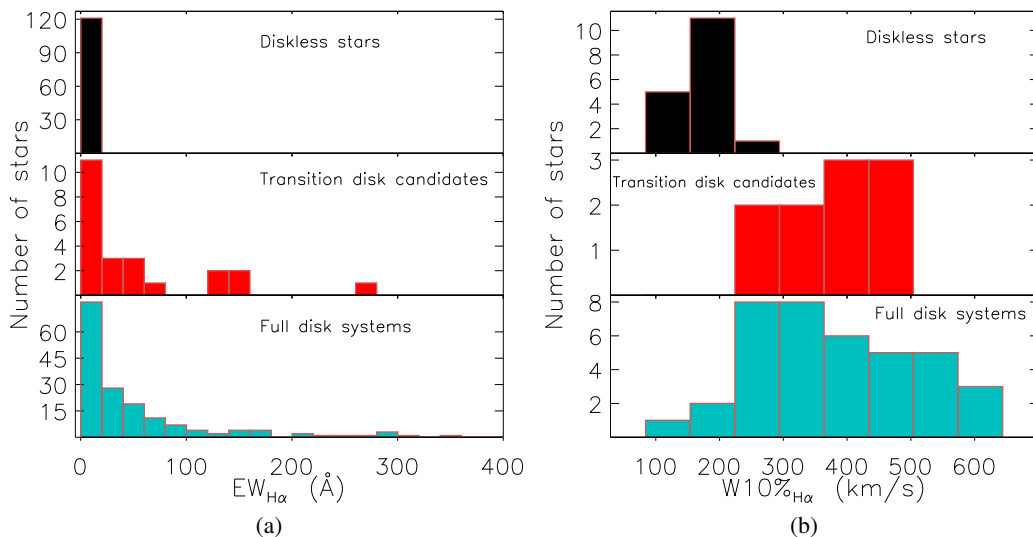 Number of stars
120
90
60
30
Diskless stars
10
8
6
4
2
Transition disk candidates
60
45
30
15
Full disk systems
0 100 200 300 400
EWHα (Å)
(a)
Number of stars
10
8
6
4
2
Diskless stars
3
2
1
Transition disk candidates
8
6
4
2
Full disk systems
100 200 300 400 500 600
W10%Hα (km/s)
(b)